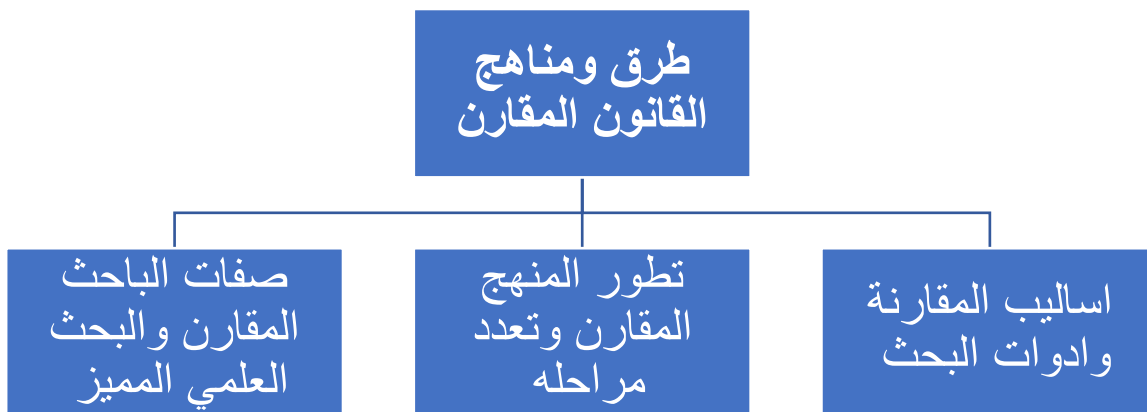 طرق ومناهج
القانون المقارن
اساليب المقارنة
وادوات البحث
تطور المنهج
المقارن وتعدد
مراحله
صفات الباحث
المقارن والبحث
العلمي المميز